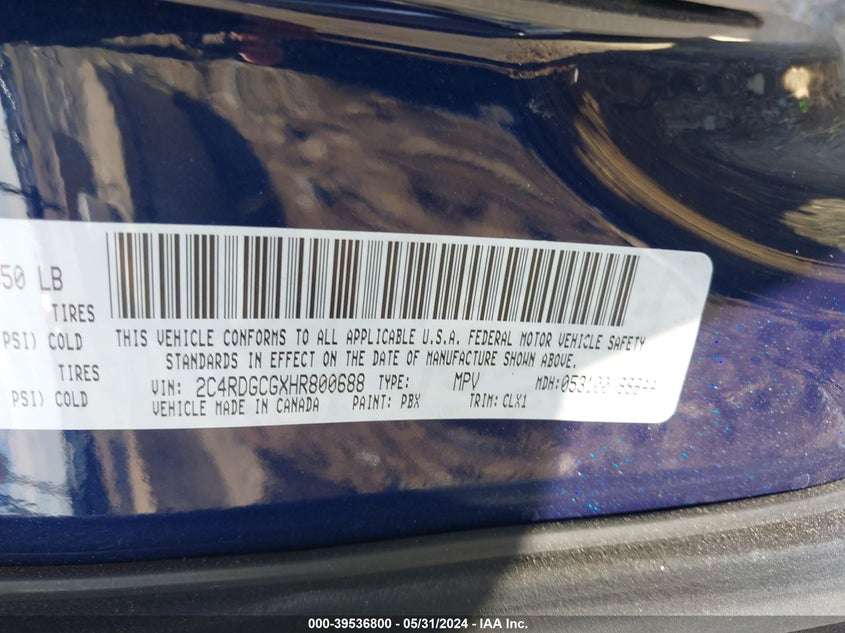 50 LB
TIRES
PSI) COLD
TIRES
PSI) COLD
THIS VEHICLE CONFORMS TO ALL APPLICABLE U.S.A. FEDERAL MOTOR VEHICLE SAFETY
STANDARDS IN EFFECT ON THE DATE OF MANUFACTURE SHOWN ABOVE.
VIN: 2C4RDGCGXHR800688 TYPE: MPV MDH: 053100
VEHICLE MADE IN CANADA PAINT: PBX TRIM: CLX1
000-39536800 - 05/31/2024 - IAA Inc.